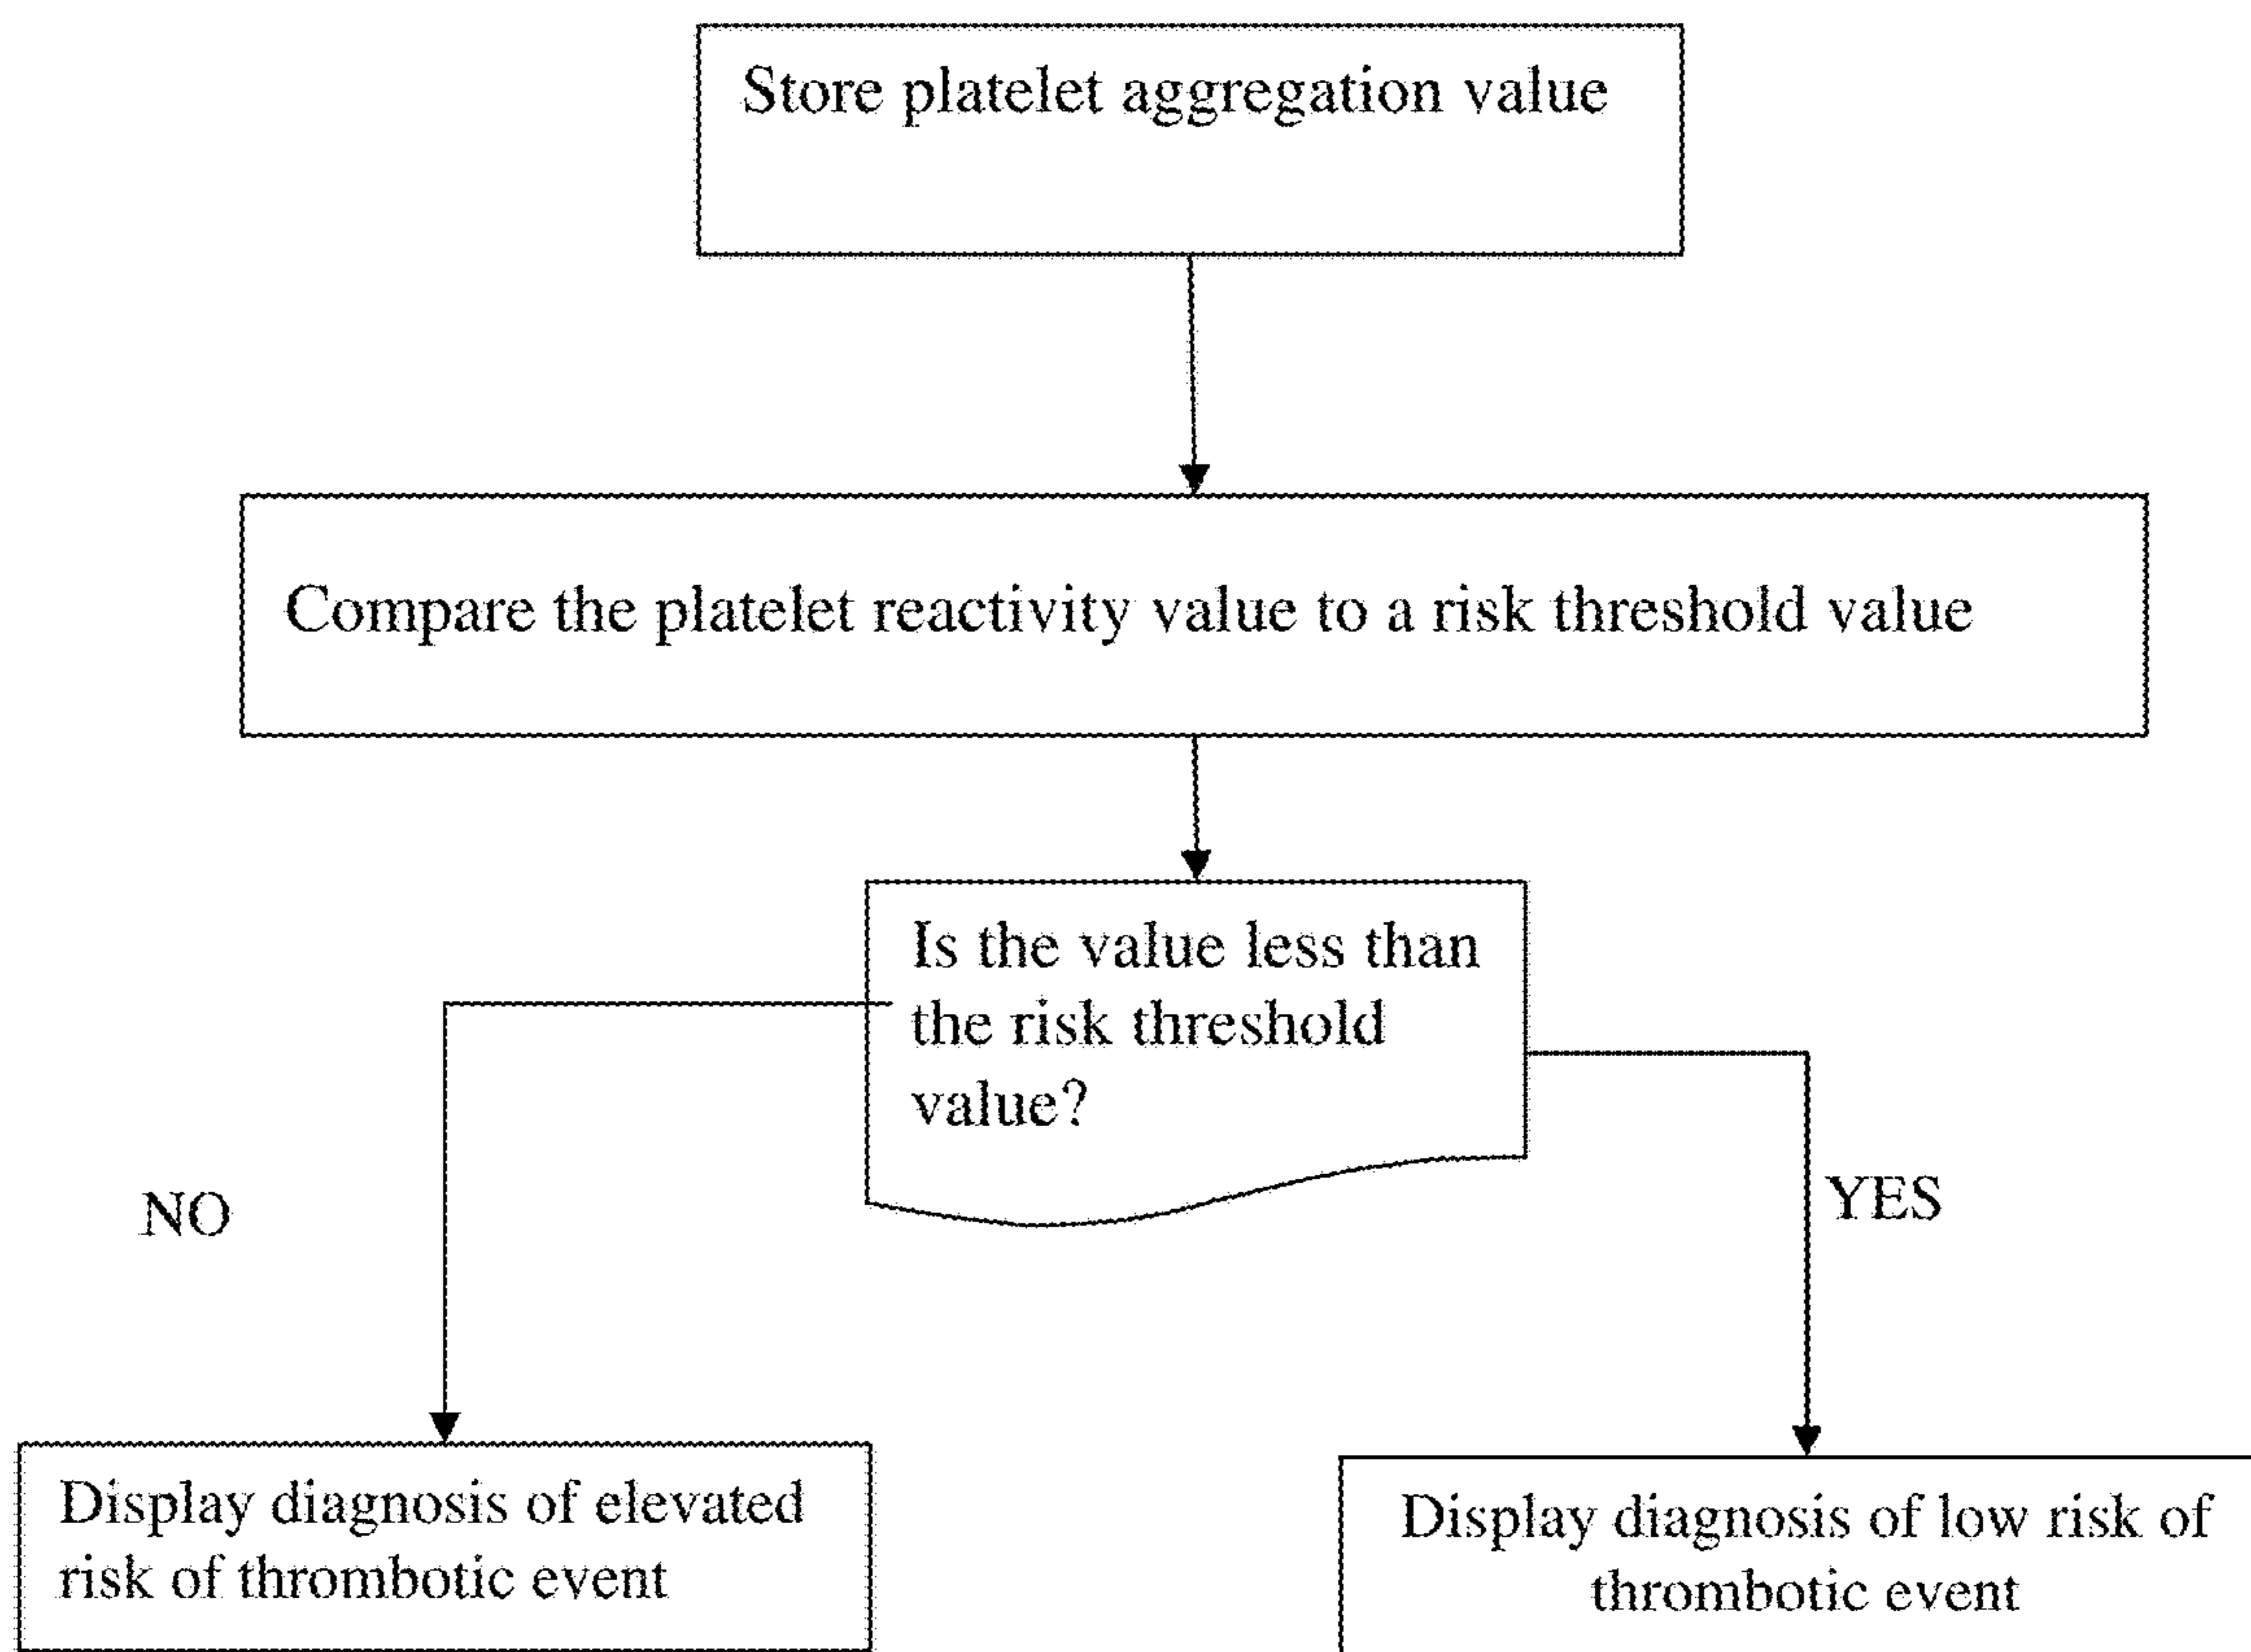 Store platelet aggregation value
Compare the platelet reactivity value to a risk threshold value
Is the value less than
the risk threshold
value?
NO
YES
Display diagnosis of elevated
risk of thrombotic event
Display diagnosis of low risk of
thrombotic event